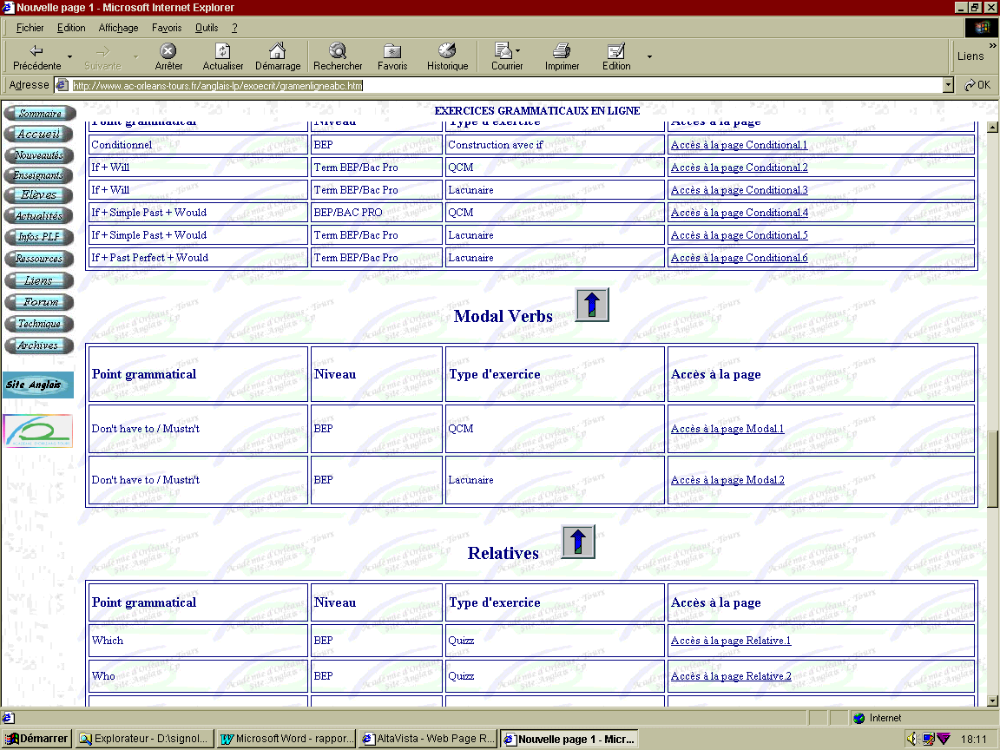 Nouvelle page 1 - Microsoft Internet Explorer
Fichier Edition Affichage Favoris Outils ?
Précédente Suivante Arrêter Actualiser Démarrage Rechercher Favoris Historique Courrier Imprimer Edition Liens »
Adresse http://www.ac-orleans-tours.fr/anglais-lp/exoecrit/gramenligneabc.htm OK
Sommaire
Accueil
Nouveautés
Enseignants
Elèves
Actualités
Infos PLP
Ressources
Liens
Forum
Technique
Archives
Site Anglais
EXERCICES GRAMMATICAUX EN LIGNE
Point grammatical Niveau Type d'exercice Accès à la page
Conditionnel BEP Construction avec if Accès à la page Conditional.1
If + Will Term BEP/Bac Pro QCM Accès à la page Conditional.2
If + Will Term BEP/Bac Pro Lacunaire Accès à la page Conditional.3
If + Simple Past + Would BEP/BAC PRO QCM Accès à la page Conditional.4
If + Simple Past + Would Term BEP/Bac Pro Lacunaire Accès à la page Conditional.5
If + Past Perfect + Would Term BEP/Bac Pro Lacunaire Accès à la page Conditional.6
Modal Verbs
Point grammatical Niveau Type d'exercice Accès à la page
Don't have to / Mustn't BEP QCM Accès à la page Modal.1
Don't have to / Mustn't BEP Lacunaire Accès à la page Modal.2
Relatives
Point grammatical Niveau Type d'exercice Accès à la page
Which BEP Quizz Accès à la page Relative.1
Who BEP Quizz Accès à la page Relative.2
Internet
Démarrer Explorateur - D:\signol... Microsoft Word - rappor... AltaVista - Web Page R... Nouvelle page 1 - Micr... 18:11